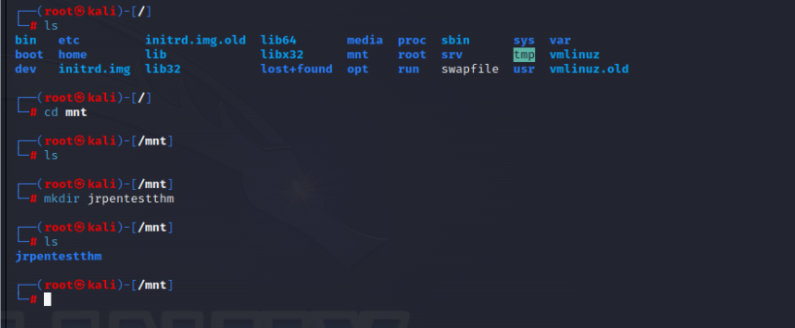 ┌──(root㉿kali)-[/]
└─# ls
bin etc initrd.img.old lib64 media proc sbin sys var
boot home lib libx32 mnt root srv tmp vmlinuz
dev initrd.img lib32 lost+found opt run swapfile usr vmlinuz.old
┌──(root㉿kali)-[/]
└─# cd mnt
┌──(root㉿kali)-[/mnt]
└─# ls
┌──(root㉿kali)-[/mnt]
└─# mkdir jrpentestthm
┌──(root㉿kali)-[/mnt]
└─# ls
jrpentestthm
┌──(root㉿kali)-[/mnt]
└─#